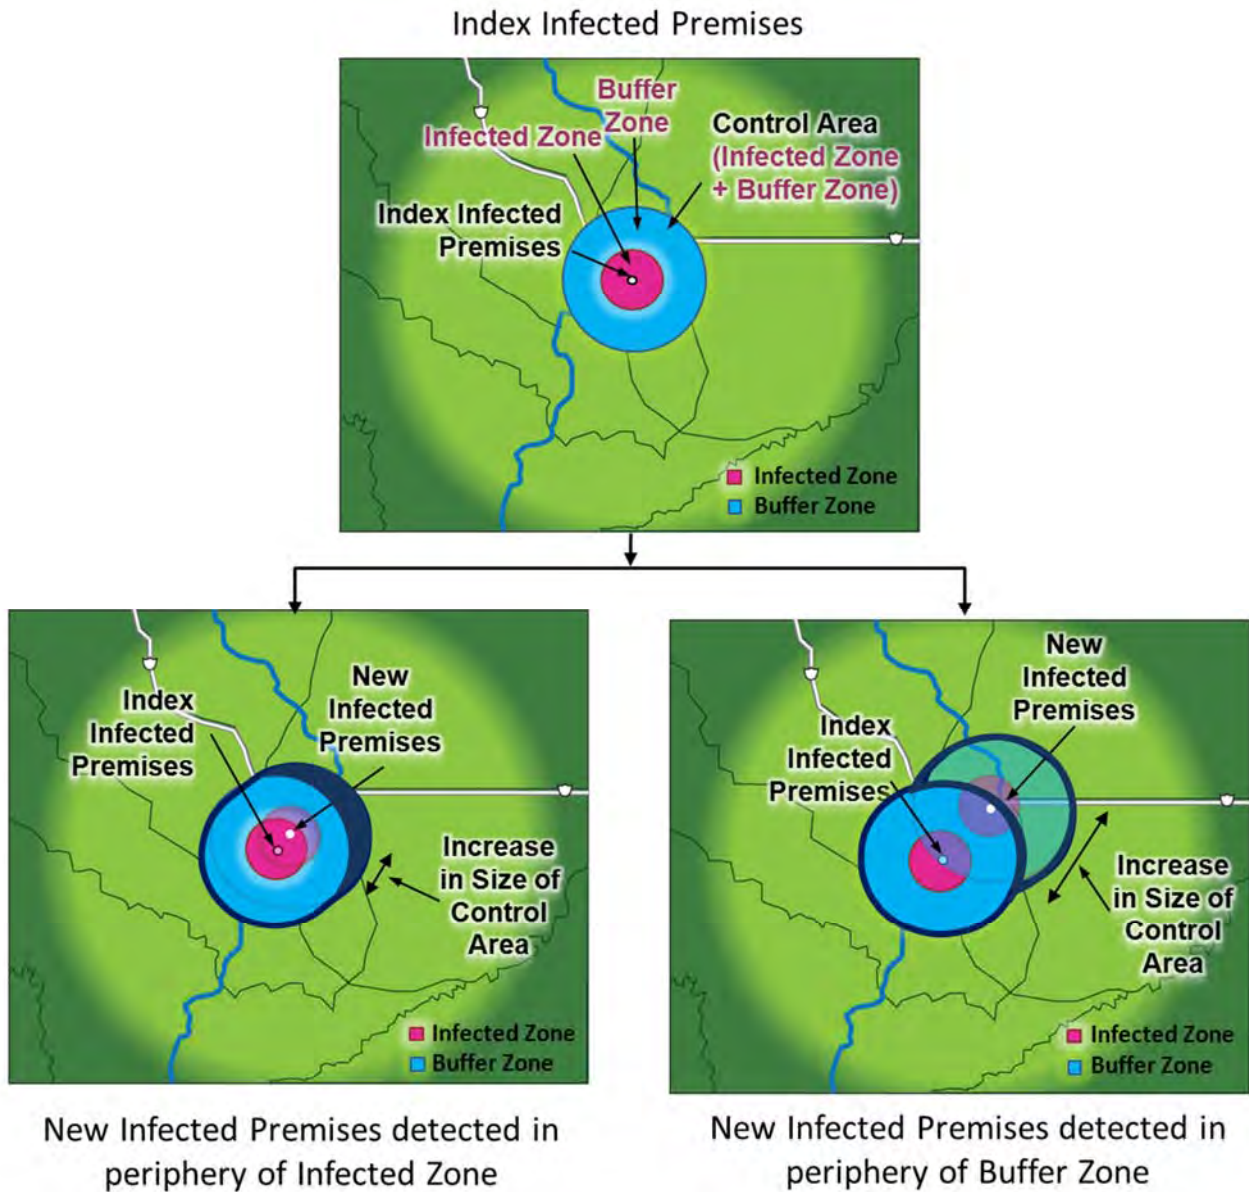 Index Infected Premises
Buffer
Zone
Infected Zone
Control Area
(Infected Zone
+ Buffer Zone)
Index Infected
Premises
Infected Zone
Buffer Zone
Index
Infected
Premises
New
Infected
Premises
Increase
in Size of
Control
Area
Infected Zone
Buffer Zone
New Infected Premises detected in
periphery of Infected Zone
New
Infected
Premises
Index
Infected
Premises
Increase
in Size of
Control
Area
Infected Zone
Buffer Zone
New Infected Premises detected in
periphery of Buffer Zone